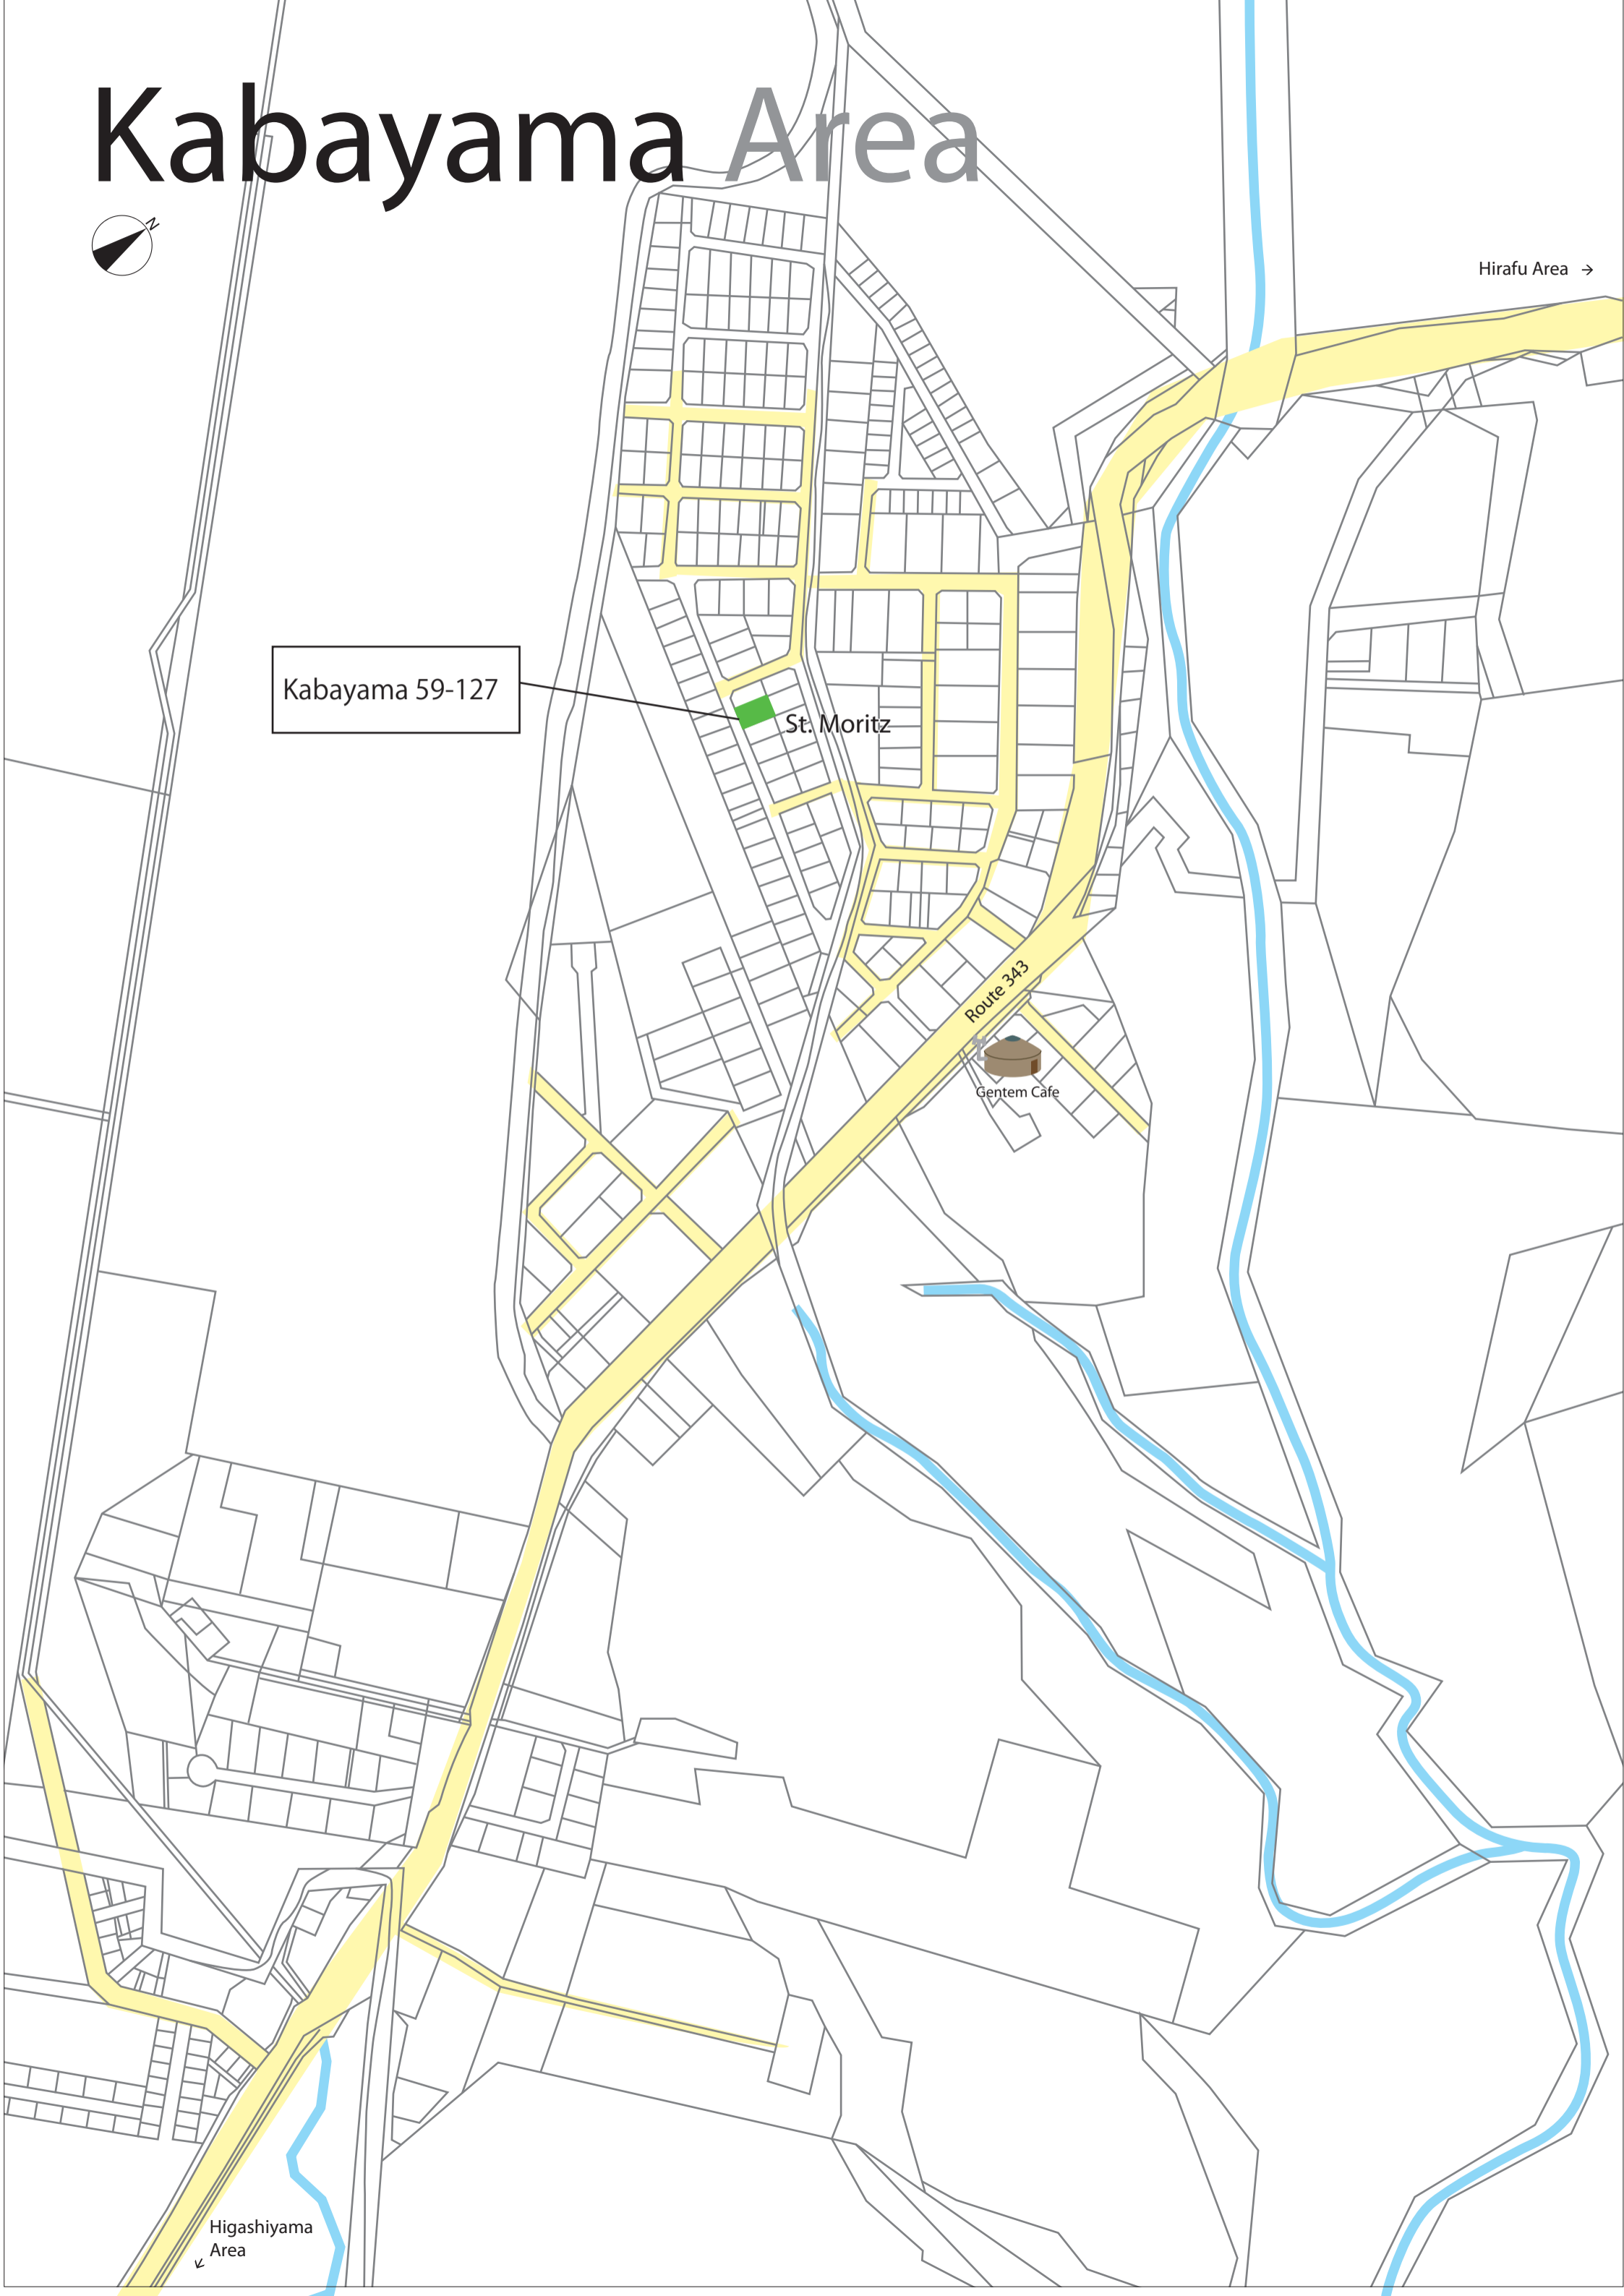 Kabayama Area
N
Hirafu Area →
Kabayama 59-127
St. Moritz
Route 343
Gentem Cafe
Higashiyama
Area
↙